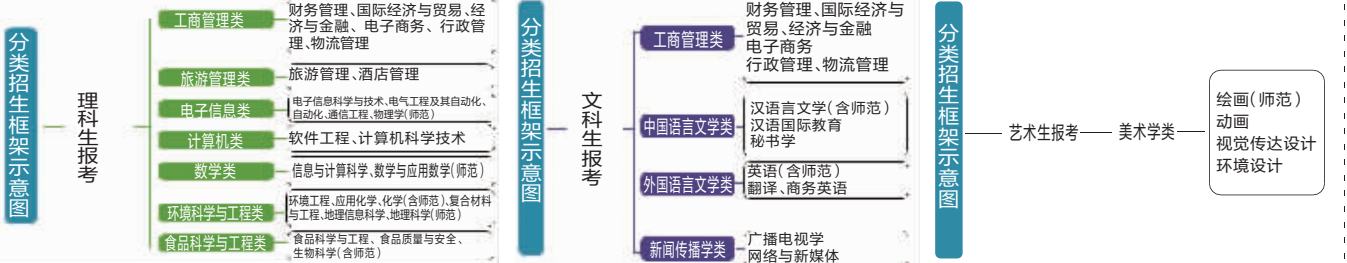 分类招生框架示意图
理科生报考
工商管理类
财务管理、国际经济与贸易、经
济与金融、电子商务、行政管
理、物流管理
旅游管理类
旅游管理、酒店管理
电子信息类
电子信息科学与技术、电气工程及其自动化、
自动化、通信工程、物理学(师范)
计算机类
软件工程、计算机科学技术
数学类
信息与计算科学、数学与应用数学(师范)
环境科学与工程类
环境工程、应用化学、化学(含师范)、复合材料
与工程、地理信息科学、地理科学(师范)
食品科学与工程类
食品科学与工程、食品质量与安全、
生物科学(含师范)
分类招生框架示意图
文科生报考
工商管理类
财务管理、国际经济与
贸易、经济与金融
电子商务
行政管理、物流管理
中国语言文学类
汉语言文学(含师范)
汉语国际教育
秘书学
外国语言文学类
英语(含师范)
翻译、商务英语
新闻传播学类
广播电视学
网络与新媒体
分类招生框架示意图
艺术生报考
美术学类
绘画(师范)
动画
视觉传达设计
环境设计